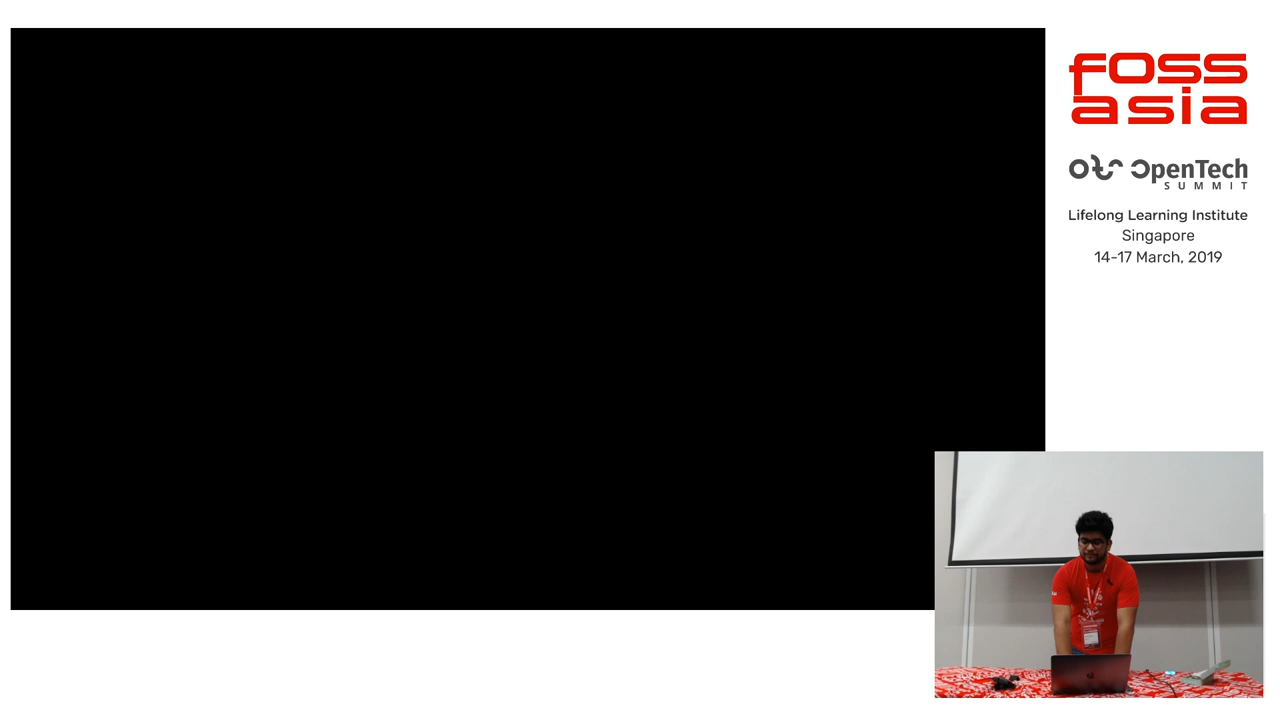 fOSS
asia
OpenTech
SUMMIT
Lifelong Learning Institute
Singapore
14-17 March, 2019